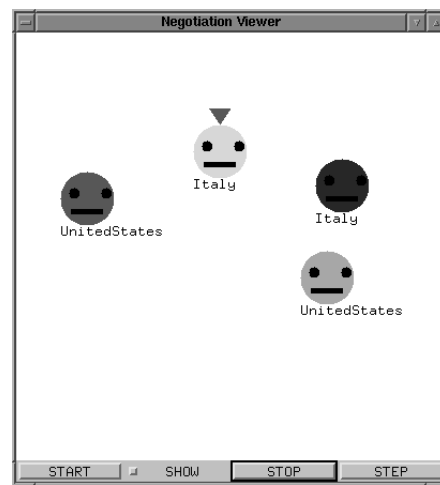 Negotiation Viewer
Italy
Italy
UnitedStates
UnitedStates
START SHOW STOP STEP